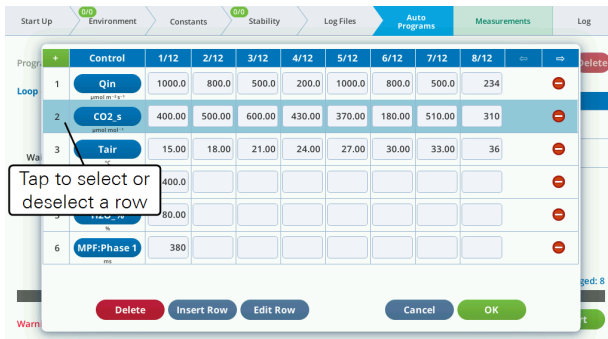 Start Up 0/0 Environment Constants 0/0 Stability Log Files Auto Programs Measurements Log
Progra Delete
Loop
+ Control 1/12 2/12 3/12 4/12 5/12 6/12 7/12 8/12 ⇦ ⇨
1 Qin 1000.0 800.0 500.0 200.0 1000.0 800.0 500.0 234
µmol m⁻² s⁻¹
2 CO2_s 400.00 500.00 600.00 430.00 370.00 180.00 510.00 310
µmol mol⁻¹
3 Tair 15.00 18.00 21.00 24.00 27.00 30.00 33.00 36
°C
Wa
Tap to select or
deselect a row
400.0
5 H2O_% 80.00
%
6 MPF:Phase 1 380
ms
ged: 8
Delete Insert Row Edit Row Cancel OK
Warn rt